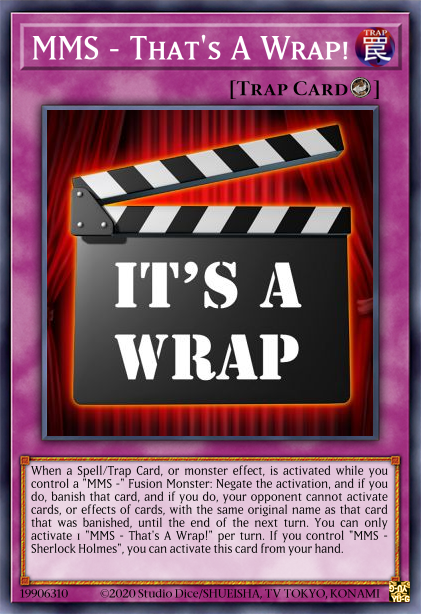 MMS - That's A Wrap!
TRAP
罠
[Trap Card]
IT'S A
WRAP
When a Spell/Trap Card, or monster effect, is activated while you
control a "MMS -" Fusion Monster: Negate the activation, and if you
do, banish that card, and if you do, your opponent cannot activate
cards, or effects of cards, with the same original name as that card
that was banished, until the end of the next turn. You can only
activate 1 "MMS - That's A Wrap!" per turn. If you control "MMS -
Sherlock Holmes", you can activate this card from your hand.
19906310 ©2020 Studio Dice/SHUEISHA, TV TOKYO, KONAMI